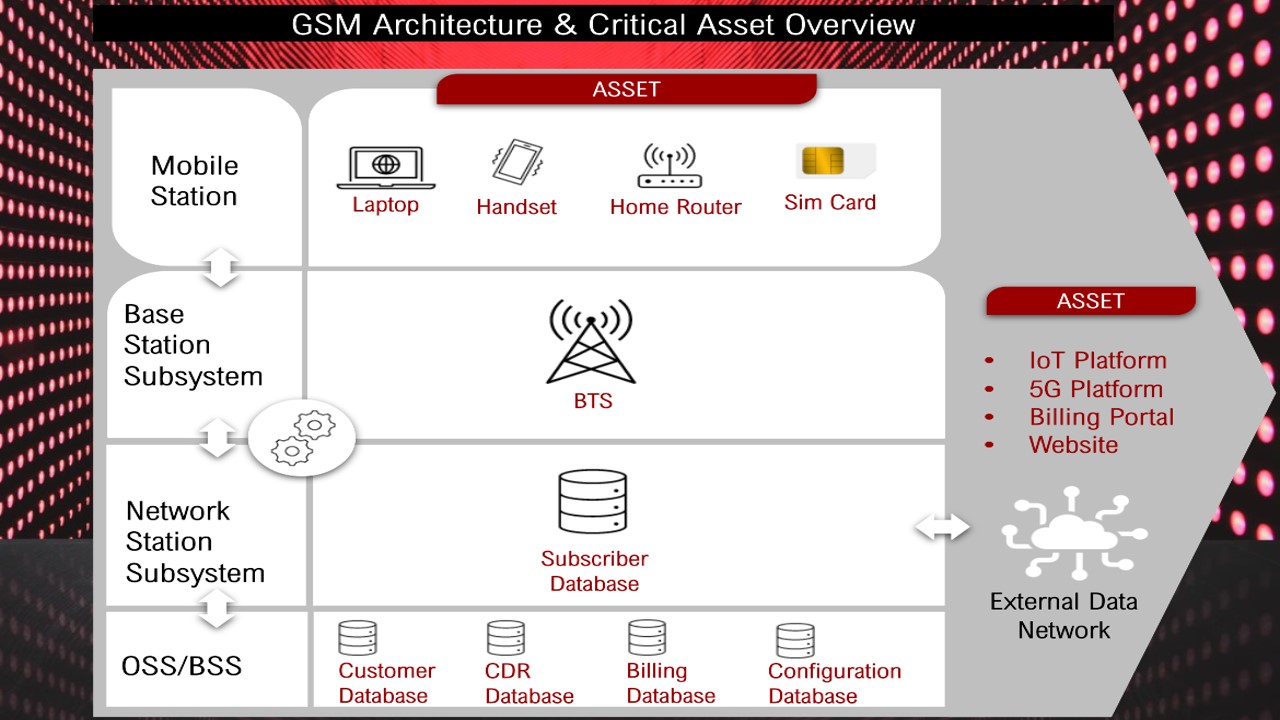 GSM Architecture & Critical Asset Overview
ASSET
Mobile
Station
Laptop
Handset
Home Router
Sim Card
Base
Station
Subsystem
BTS
ASSET
• IoT Platform
• 5G Platform
• Billing Portal
• Website
Network
Station
Subsystem
Subscriber
Database
External Data
Network
OSS/BSS
Customer
Database
CDR
Database
Billing
Database
Configuration
Database